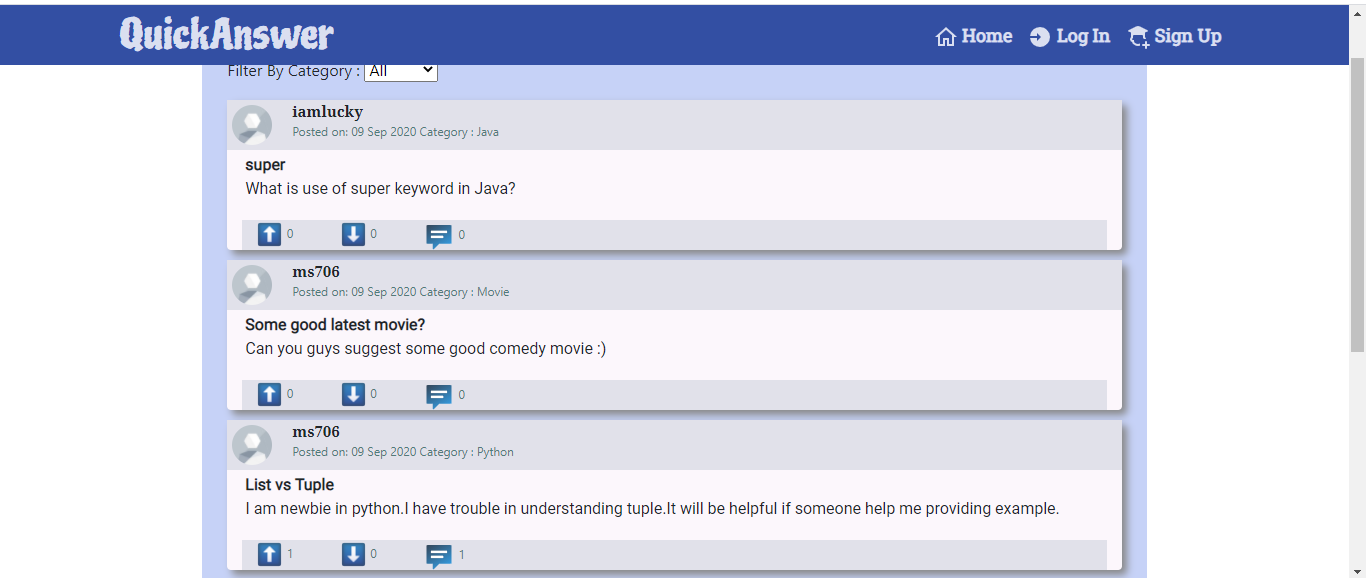 QuickAnswer Home Log In Sign Up
Filter By Category : All
iamlucky
Posted on: 09 Sep 2020 Category : Java
super
What is use of super keyword in Java?
0 0 0
ms706
Posted on: 09 Sep 2020 Category : Movie
Some good latest movie?
Can you guys suggest some good comedy movie :)
0 0 0
ms706
Posted on: 09 Sep 2020 Category : Python
List vs Tuple
I am newbie in python.I have trouble in understanding tuple.It will be helpful if someone help me providing example.
1 0 1